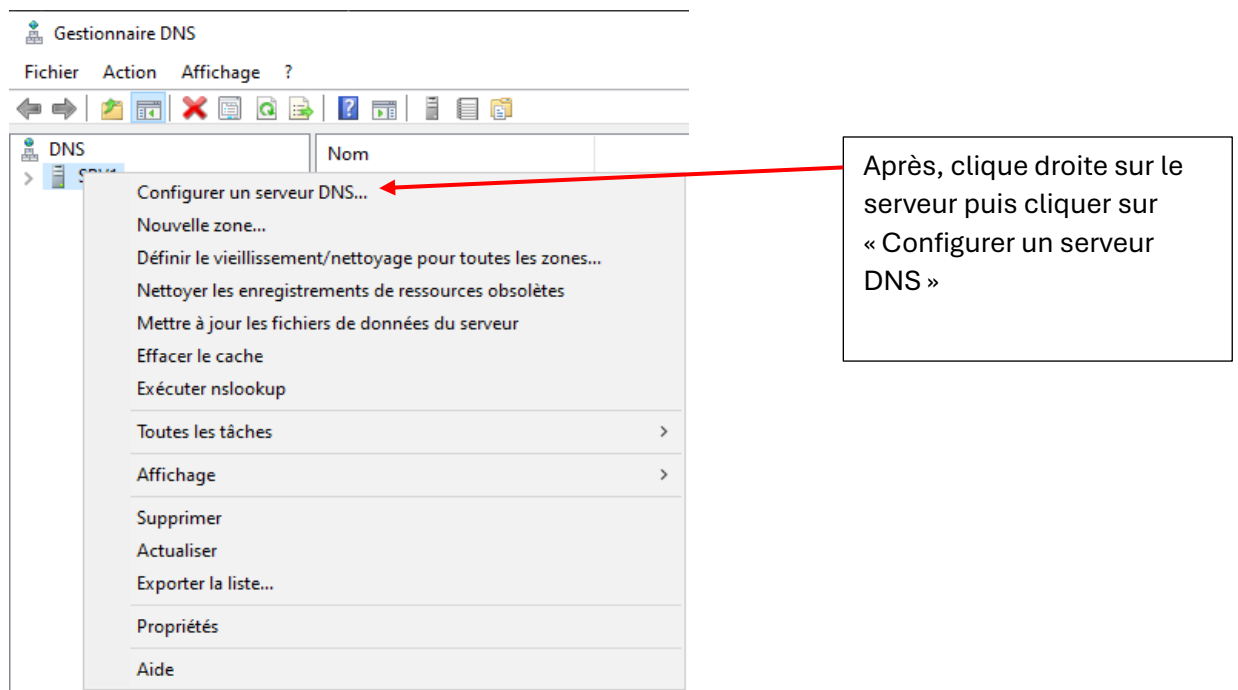 Gestionnaire DNS
Fichier Action Affichage ?
DNS
Nom
Configurer un serveur DNS...
Nouvelle zone...
Définir le vieillissement/nettoyage pour toutes les zones...
Nettoyer les enregistrements de ressources obsolètes
Mettre à jour les fichiers de données du serveur
Effacer le cache
Exécuter nslookup
Toutes les tâches
Affichage
Supprimer
Actualiser
Exporter la liste...
Propriétés
Aide
Après, clique droite sur le
serveur puis cliquer sur
« Configurer un serveur
DNS »